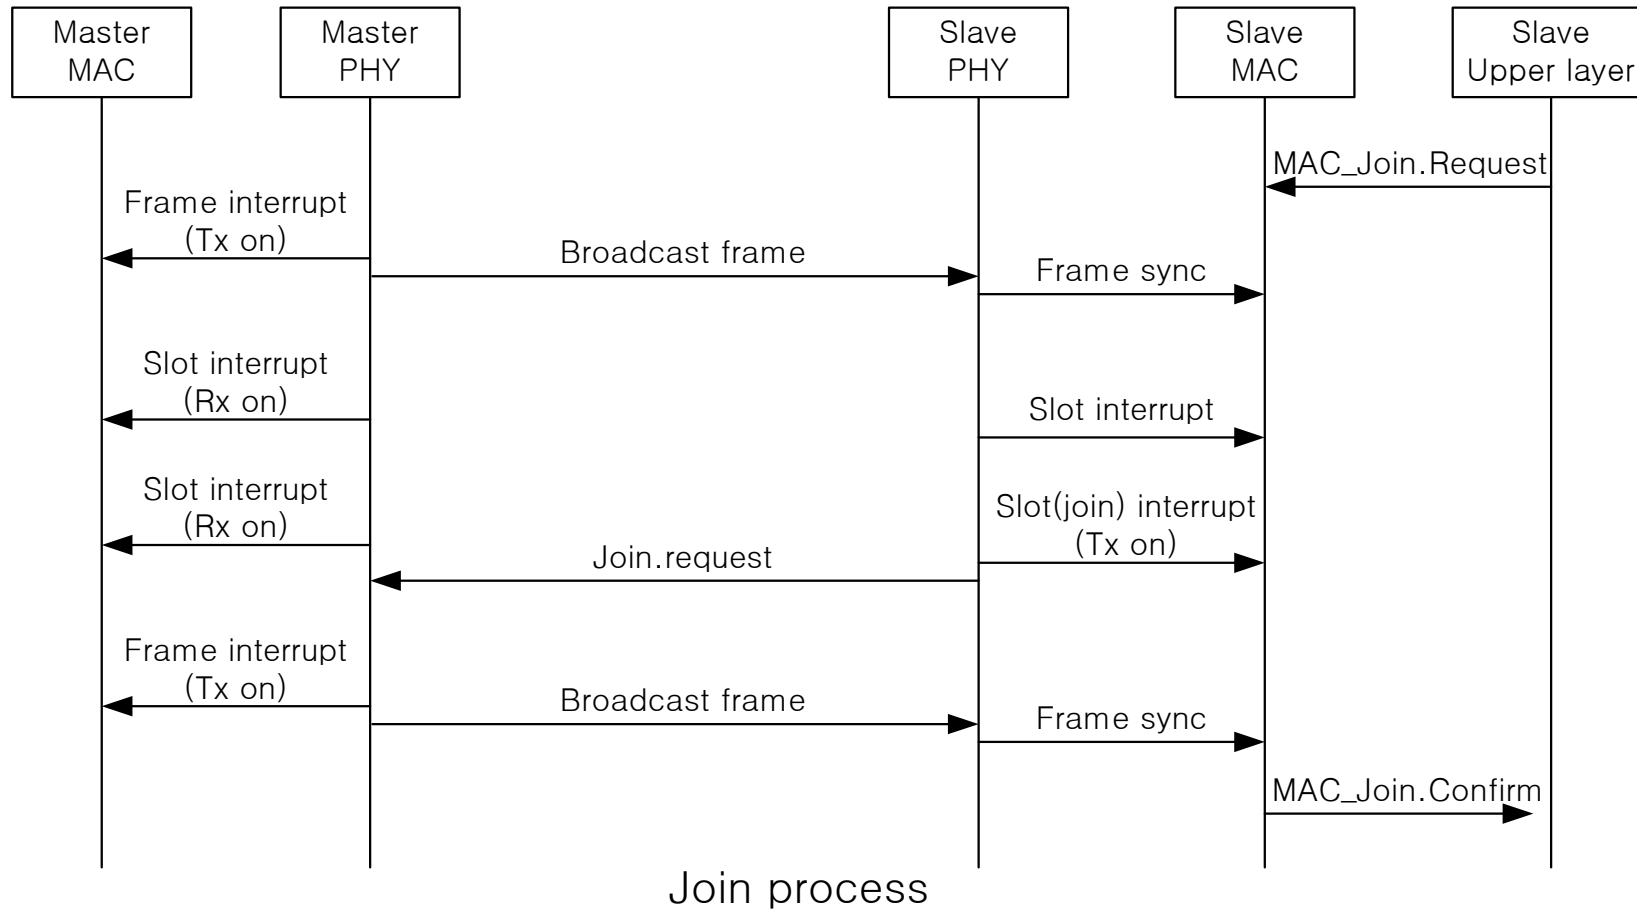 Master
MAC
Master
PHY
Slave
PHY
Slave
MAC
Slave
Upper layer
MAC_Join.Request
Frame interrupt
(Tx on)
Broadcast frame
Frame sync
Slot interrupt
(Rx on)
Slot interrupt
Slot interrupt
(Rx on)
Slot(join) interrupt
(Tx on)
Join.request
Frame interrupt
(Tx on)
Broadcast frame
Frame sync
MAC_Join.Confirm
Join process